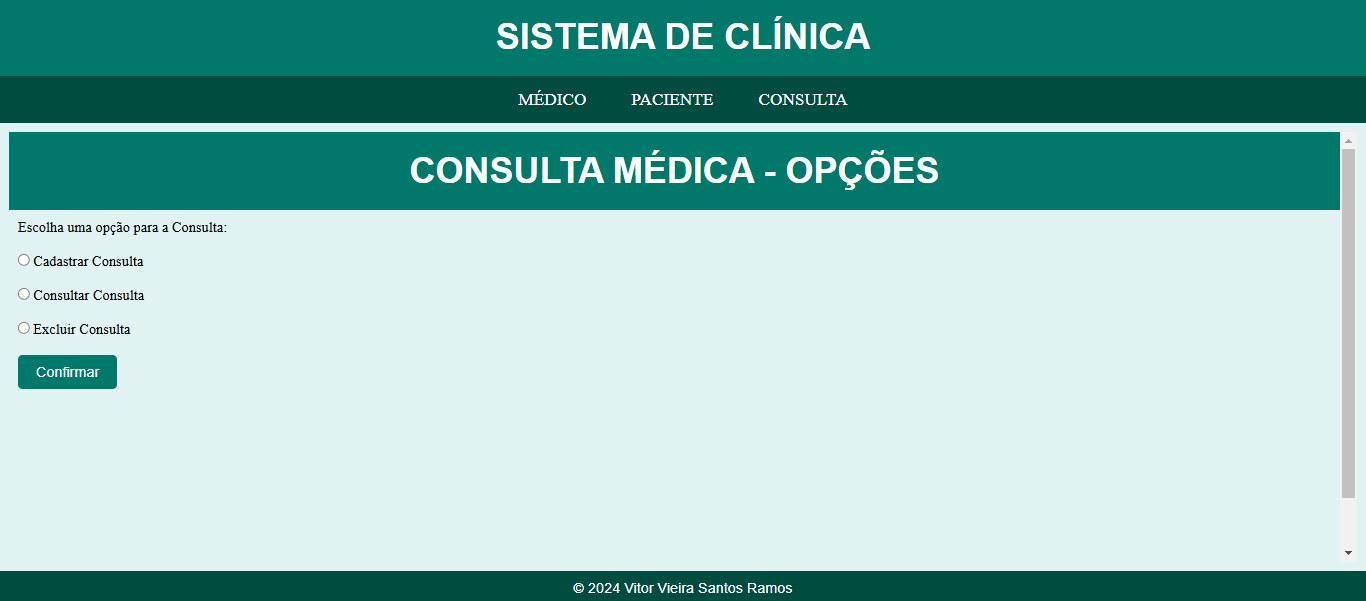 SISTEMA DE CLÍNICA
MÉDICO PACIENTE CONSULTA
CONSULTA MÉDICA - OPÇÕES
Escolha uma opção para a Consulta:
Cadastrar Consulta
Consultar Consulta
Excluir Consulta
Confirmar
© 2024 Vitor Vieira Santos Ramos